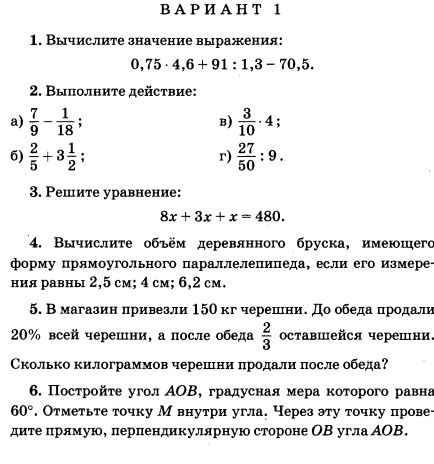 ВАРИАНТ 1
1. Вычислите значение выражения:
0,75 · 4,6 + 91 : 1,3 – 70,5.
2. Выполните действие:
а) 7/9 – 1/18; в) 3/10 · 4;
б) 2/5 + 3 1/2; г) 27/50 : 9.
3. Решите уравнение:
8x + 3x + x = 480.
4. Вычислите объём деревянного бруска, имеющего
форму прямоугольного параллелепипеда, если его измере-
ния равны 2,5 см; 4 см; 6,2 см.
5. В магазин привезли 150 кг черешни. До обеда продали
20% всей черешни, а после обеда 2/3 оставшейся черешни.
Сколько килограммов черешни продали после обеда?
6. Постройте угол AOB, градусная мера которого равна
60°. Отметьте точку M внутри угла. Через эту точку прове-
дите прямую, перпендикулярную стороне OB угла AOB.